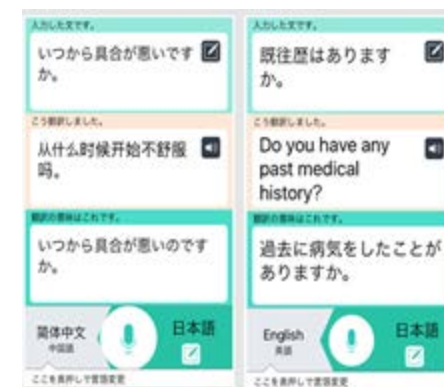 入力した文です。
いつから具合が悪いです
か。
こう翻訳しました。
从什么时候开始不舒服
吗。
翻訳の意味はこれです。
いつから具合が悪いのです
か。
简体中文
中国語
日本語
ここを長押しで言語変更
入力した文です。
既往歴はあります
か。
こう翻訳しました。
Do you have any
past medical
history?
翻訳の意味はこれです。
過去に病気をしたことが
ありますか。
English
英語
日本語
ここを長押しで言語変更